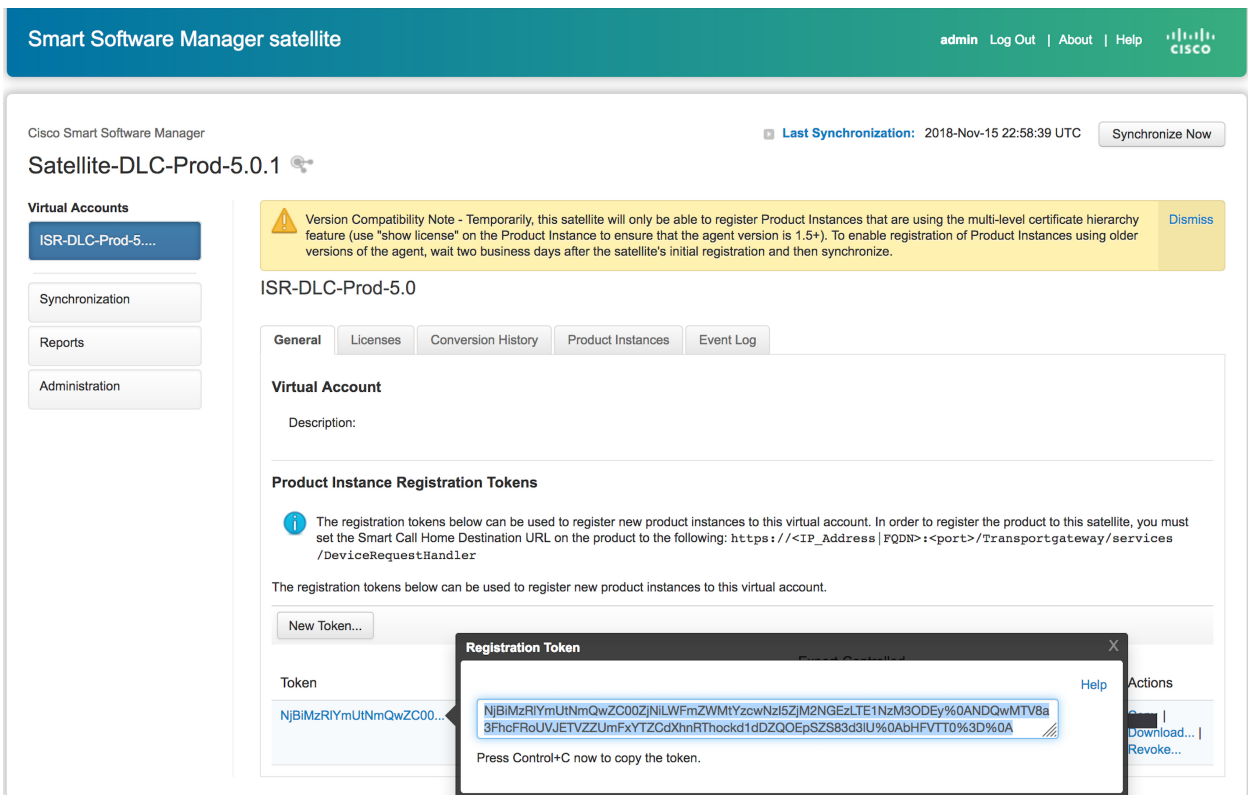 Smart Software Manager satellite
admin Log Out | About | Help
CISCO
Cisco Smart Software Manager
Last Synchronization: 2018-Nov-15 22:58:39 UTC
Synchronize Now
Satellite-DLC-Prod-5.0.1
Virtual Accounts
ISR-DLC-Prod-5....
Synchronization
Reports
Administration
Version Compatibility Note - Temporarily, this satellite will only be able to register Product Instances that are using the multi-level certificate hierarchy
feature (use "show license" on the Product Instance to ensure that the agent version is 1.5+). To enable registration of Product Instances using older
versions of the agent, wait two business days after the satellite's initial registration and then synchronize.
Dismiss
ISR-DLC-Prod-5.0
General
Licenses
Conversion History
Product Instances
Event Log
Virtual Account
Description:
Product Instance Registration Tokens
The registration tokens below can be used to register new product instances to this virtual account. In order to register the product to this satellite, you must
set the Smart Call Home Destination URL on the product to the following: https://<IP_Address|FQDN>:<port>/Transportgateway/services
/DeviceRequestHandler
The registration tokens below can be used to register new product instances to this virtual account.
New Token...
Registration Token
X
Token
Help
Actions
NjBiMzRlYmUtNmQwZC00...
NjBiMzRlYmUtNmQwZC00ZjNiLWFmZWMtYzcwNzI5ZjM2NGEzLTE1NzM3ODEy%0ANDQwMTV8a
3FhcFRoUVJETVZZUmFxYTZCdXhnRThockd1dDZQOEpSZS83d3lU%0AbHFVTT0%3D%0A
Press Control+C now to copy the token.
|
Download... |
Revoke...